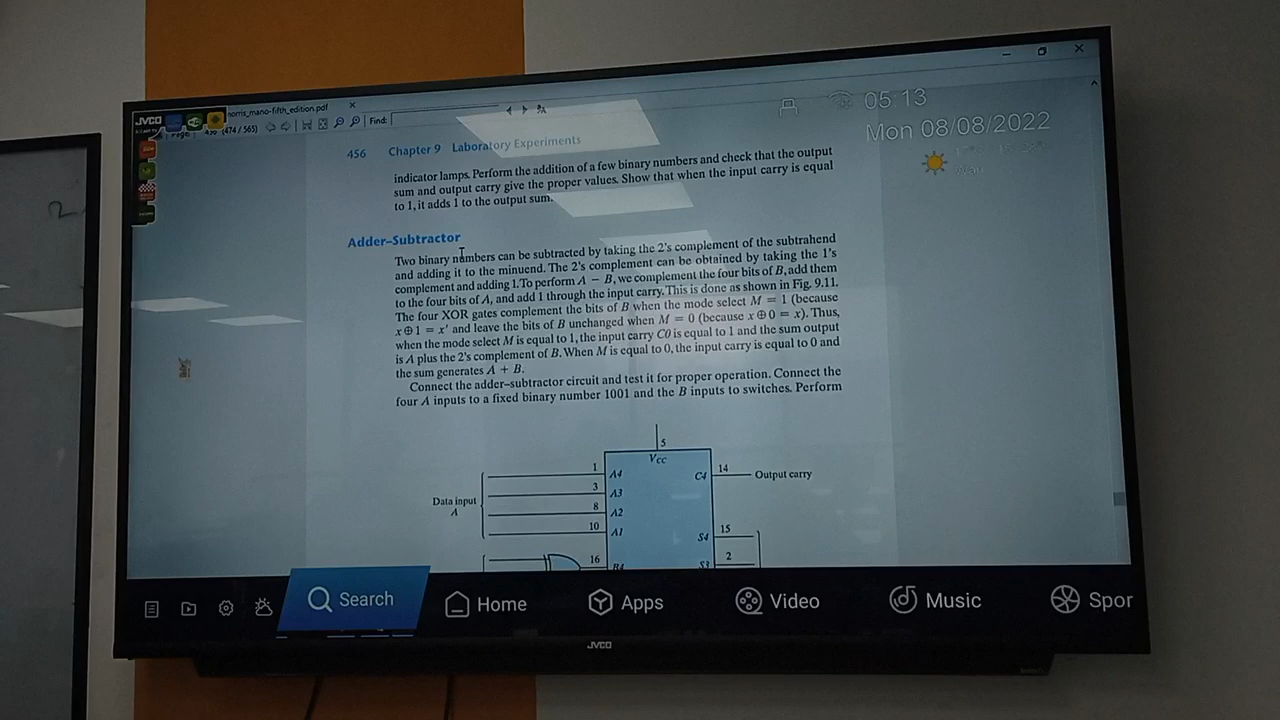 JVCO
norris_mano-fifth_edition.pdf
(474 / 565)
Find:
05:13
Mon 08/08/2022
456 Chapter 9 Laboratory Experiments
indicator lamps. Perform the addition of a few binary numbers and check that the output
sum and output carry give the proper values. Show that when the input carry is equal
to 1, it adds 1 to the output sum.
Adder–Subtractor
Two binary numbers can be subtracted by taking the 2's complement of the subtrahend
and adding it to the minuend. The 2's complement can be obtained by taking the 1's
complement and adding 1. To perform A − B, we complement the four bits of B, add them
to the four bits of A, and add 1 through the input carry. This is done as shown in Fig. 9.11.
The four XOR gates complement the bits of B when the mode select M = 1 (because
x ⊕ 1 = x′ and leave the bits of B unchanged when M = 0 (because x ⊕ 0 = x). Thus,
when the mode select M is equal to 1, the input carry C0 is equal to 1 and the sum output
is A plus the 2's complement of B. When M is equal to 0, the input carry is equal to 0 and
the sum generates A + B.
Connect the adder–subtractor circuit and test it for proper operation. Connect the
four A inputs to a fixed binary number 1001 and the B inputs to switches. Perform
5
VCC
1 A4 C4 14 Output carry
3 A3
Data input
A
8 A2
10 A1
S4 15
16 B4 S3 2
Search Home Apps Video Music Spor
JVCO
2